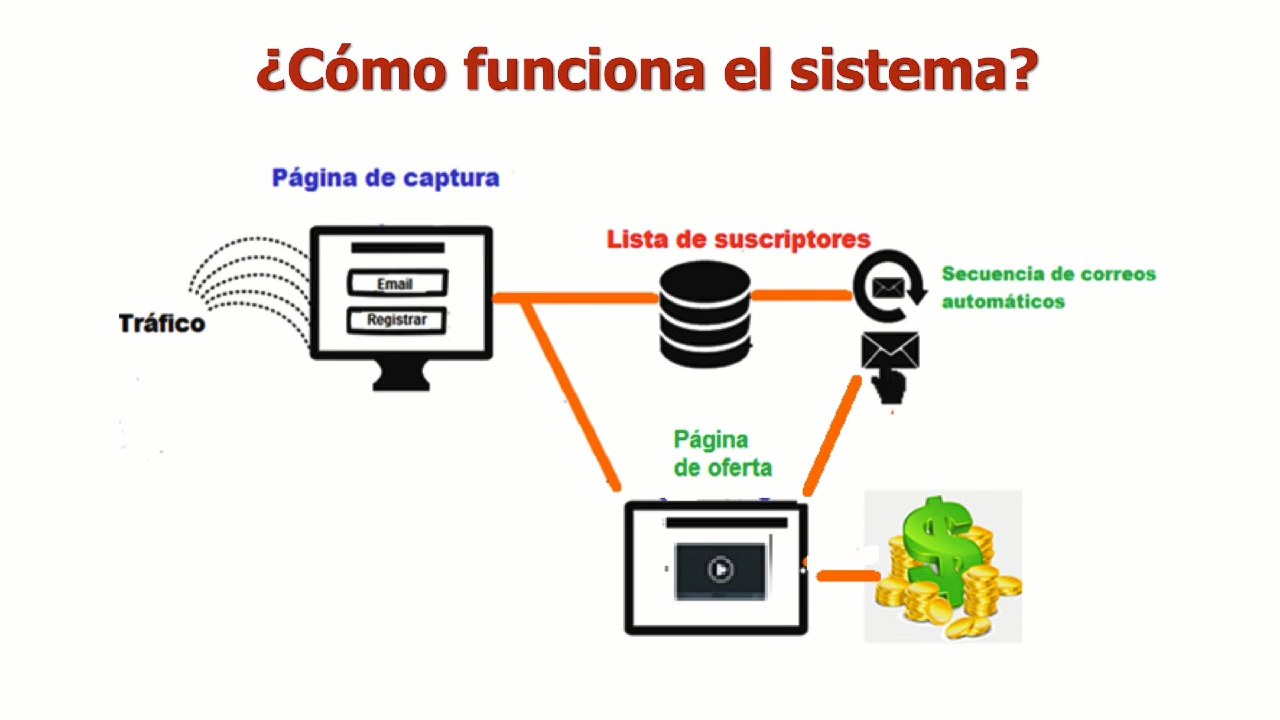 ¿Cómo funciona el sistema?
Página de captura
Email
Registrar
Tráfico
Lista de suscriptores
Secuencia de correos
automáticos
Página
de oferta